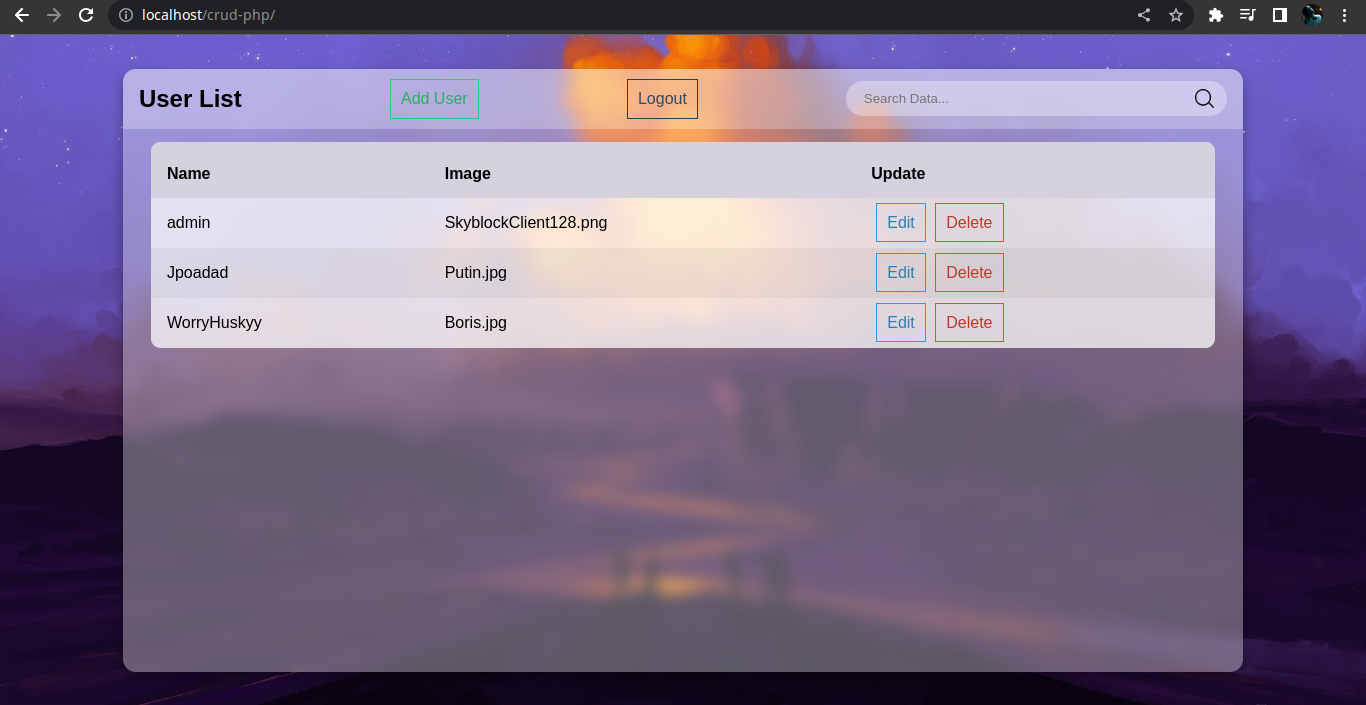 localhost/crud-php/
User List Add User Logout Search Data...
Name Image Update
admin SkyblockClient128.png Edit Delete
Jpoadad Putin.jpg Edit Delete
WorryHuskyy Boris.jpg Edit Delete